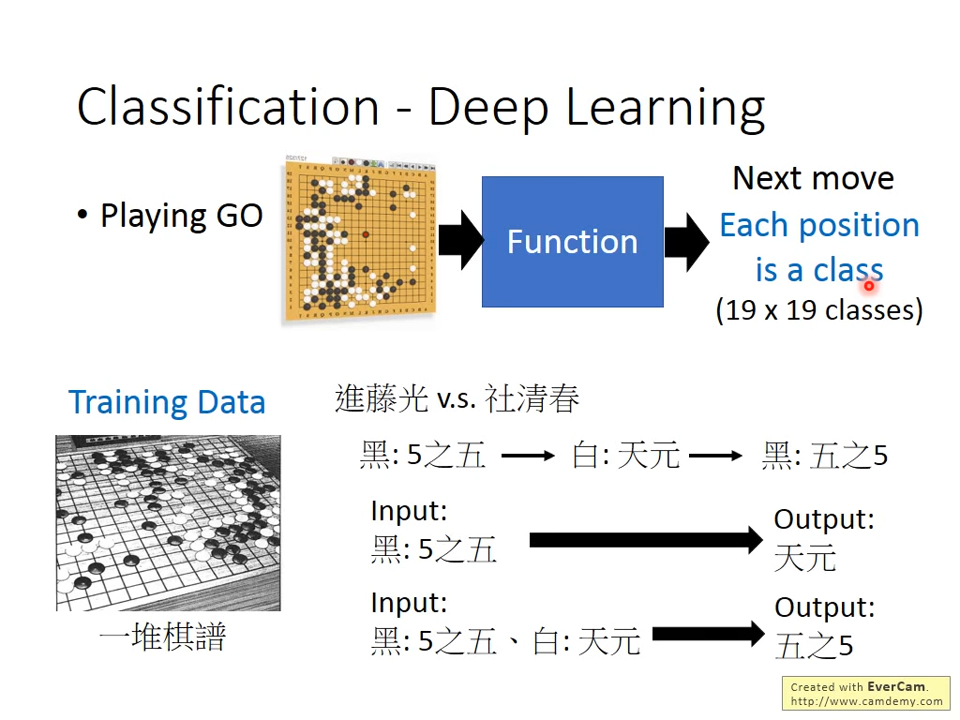 Classification - Deep Learning
• Playing GO
Function
Next move
Each position
is a class
(19 x 19 classes)
Training Data
一堆棋譜
進藤光 v.s. 社清春
黑: 5之五
白: 天元
黑: 五之5
Input:
黑: 5之五
Output:
天元
Input:
黑: 5之五、白: 天元
Output:
五之5
Created with EverCam.
http://www.camdemy.com